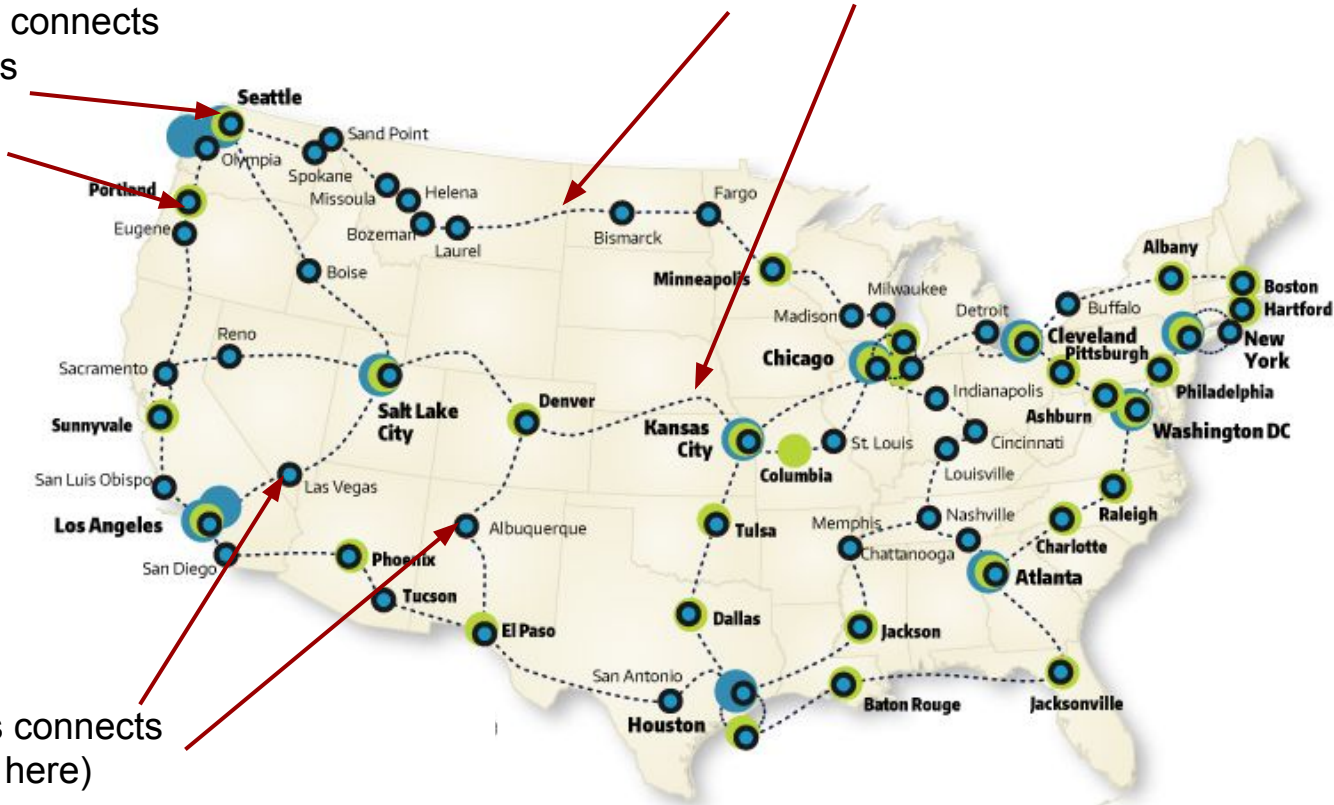 connects
s
Seattle
Sand Point
Olympia
Spokane
Portland
Missoula
Helena
Fargo
Eugene
Bozeman
Bismarck
Laurel
Albany
Boise
Minneapolis
Boston
Milwaukee
Buffalo
Hartford
Madison
Detroit
Reno
Cleveland
New
York
Chicago
Pittsburgh
Sacramento
Philadelphia
Indianapolis
Denver
Salt Lake
City
Ashburn
Sunnyvale
Kansas
City
Washington DC
St. Louis
Cincinnati
Columbia
Louisville
San Luis Obispo
Las Vegas
Raleigh
Los Angeles
Albuquerque
Tulsa
Memphis
Nashville
Charlotte
Chattanooga
Phoenix
San Diego
Atlanta
Tucson
Dallas
El Paso
Jackson
San Antonio
Baton Rouge
Jacksonville
Houston
s connects
here)